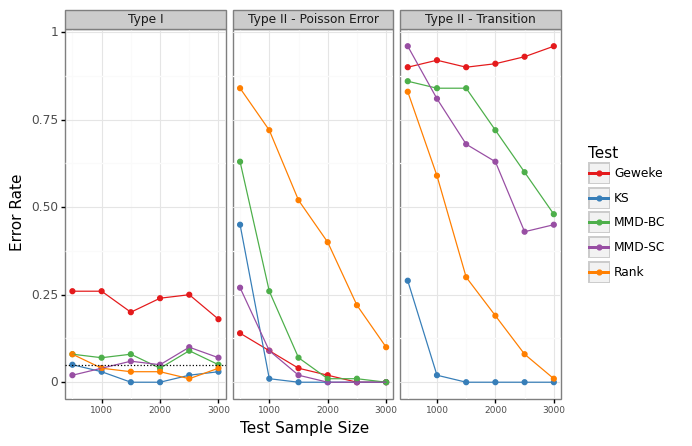 Type I
Type II - Poisson Error
Type II - Transition
1
0.75
0.50
0.25
0
Error Rate
1000
2000
3000
1000
2000
3000
1000
2000
3000
Test Sample Size
Test
Geweke
KS
MMD-BC
MMD-SC
Rank